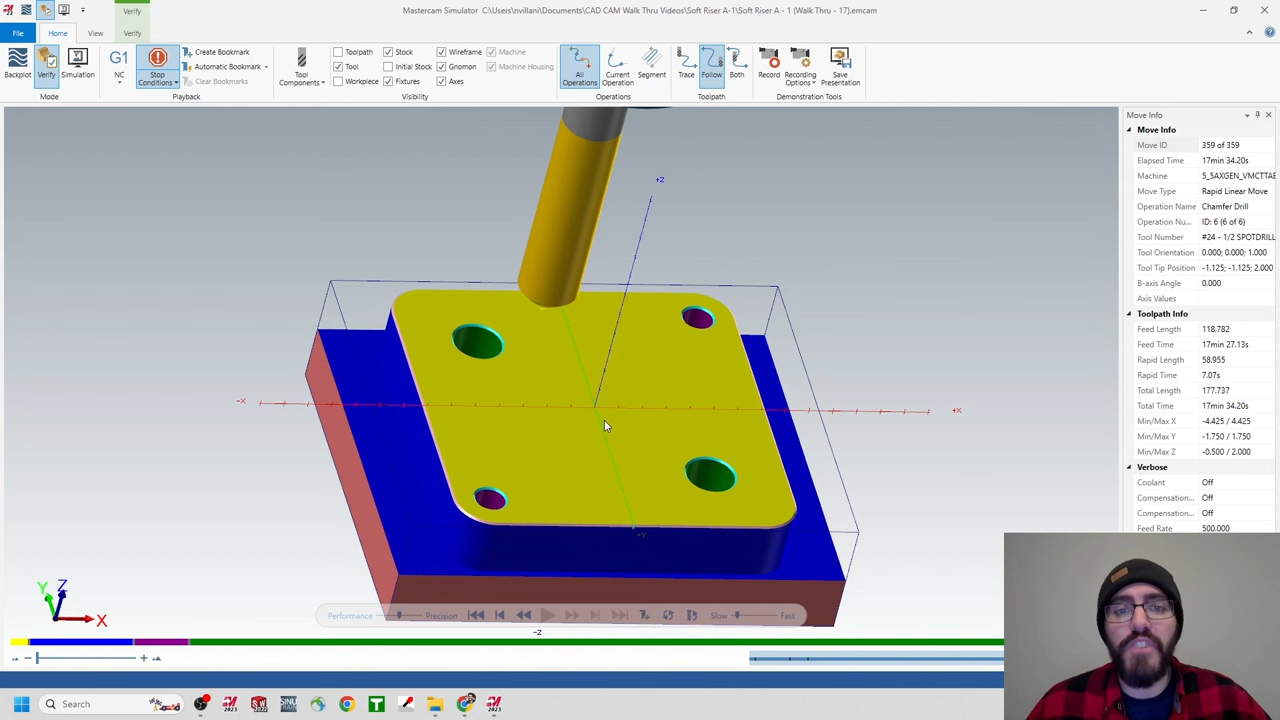 Verify
Mastercam Simulator C:\Users\nvillani\Documents\CAD CAM Walk Thru Videos\Soft Riser A-1\Soft Riser A - 1 (Walk Thru - 17).emcam
File
Home
View
Verify
Backplot
Verify
Simulation
Mode
G1
NC
Stop
Conditions
Create Bookmark
Automatic Bookmark
Clear Bookmarks
Playback
Tool
Components
Toolpath
Tool
Workpiece
Stock
Initial Stock
Fixtures
Wireframe
Gnomon
Axes
Machine
Machine Housing
Visibility
All
Operations
Current
Operation
Segment
Operations
Trace
Follow
Both
Toolpath
Record
Recording
Options
Save
Presentation
Demonstration Tools
Move Info
Move Info
Move ID 359 of 359
Elapsed Time 17min 34.20s
Machine 5_5AXGEN_VMCTTAE
Move Type Rapid Linear Move
Operation Name Chamfer Drill
Operation Nu... ID: 6 (6 of 6)
Tool Number #24 - 1/2 SPOTDRILL
Tool Orientation 0.000; 0.000; 1.000
Tool Tip Position -1.125; -1.125; 2.000
B-axis Angle 0.000
Axis Values
Toolpath Info
Feed Length 118.782
Feed Time 17min 27.13s
Rapid Length 58.955
Rapid Time 7.07s
Total Length 177.737
Total Time 17min 34.20s
Min/Max X -4.425 / 4.425
Min/Max Y -1.750 / 1.750
Min/Max Z -0.500 / 2.000
Verbose
Coolant Off
Compensation... Off
Compensation... Off
Feed Rate 500.000
+Z
-X
+X
-Y
-Z
Y Z X
Performance Precision
Slow Fast
Search
2023
2022
2023